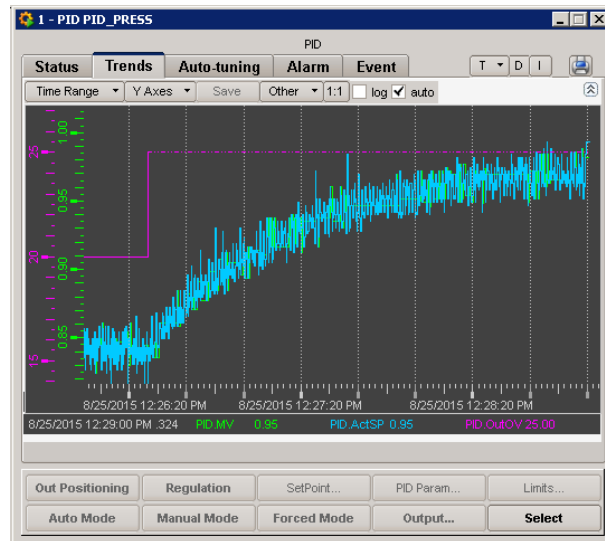 1 - PID PID_PRESS
PID
Status Trends Auto-tuning Alarm Event T D I
Time Range Y Axes Save Other 1:1 log auto
25
20
15
1.00
0.95
0.90
0.85
8/25/2015 12:26:20 PM 8/25/2015 12:27:20 PM 8/25/2015 12:28:20 PM
8/25/2015 12:29:00 PM .324 PID.MV 0.95 PID.ActSP 0.95 PID.OutOV 25.00
Out Positioning Regulation SetPoint... PID Param... Limits...
Auto Mode Manual Mode Forced Mode Output... Select